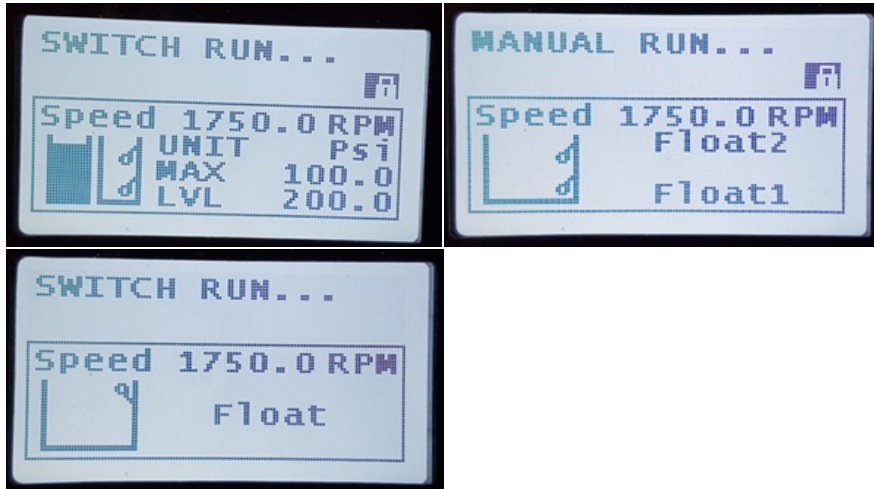 SWITCH RUN...
Speed 1750.0 RPM
UNIT Psi
MAX 100.0
LVL 200.0
MANUAL RUN...
Speed 1750.0 RPM
Float2
Float1
SWITCH RUN...
Speed 1750.0 RPM
Float